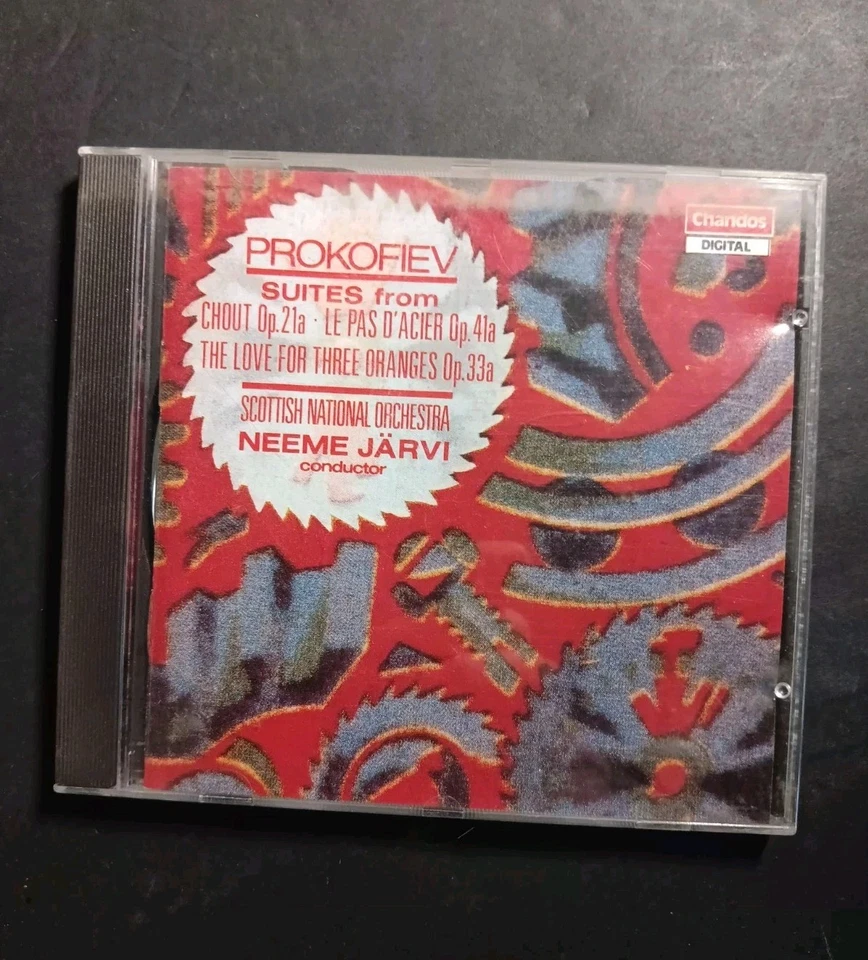 PROKOFIEV
SUITES from
CHOUT Op.21a · LE PAS D'ACIER Op.41a
THE LOVE FOR THREE ORANGES Op.33a
SCOTTISH NATIONAL ORCHESTRA
NEEME JÄRVI
conductor
Chandos
DIGITAL